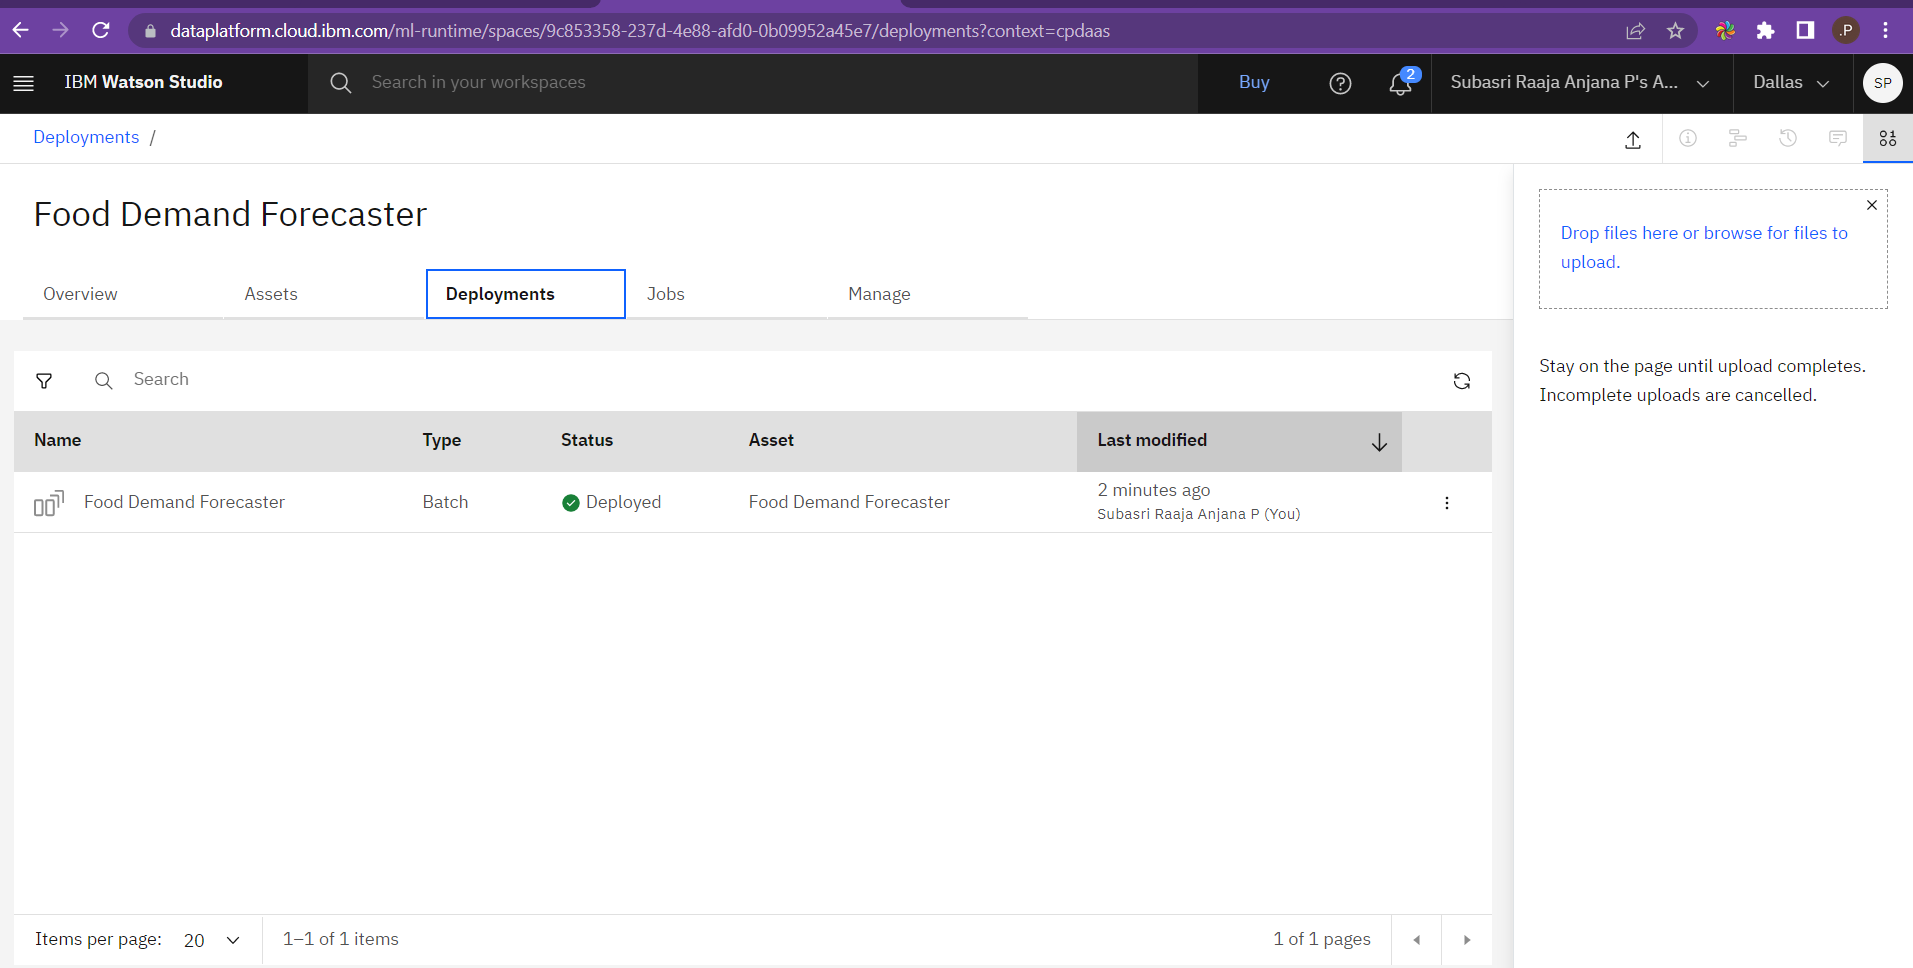 dataplatform.cloud.ibm.com/ml-runtime/spaces/9c853358-237d-4e88-afd0-0b09952a45e7/deployments?context=cpdaas
.P
IBM Watson Studio
Search in your workspaces
Buy
2
Subasri Raaja Anjana P's A...
Dallas
SP
Deployments /
Food Demand Forecaster
Overview
Assets
Deployments
Jobs
Manage
Drop files here or browse for files to
upload.
Stay on the page until upload completes.
Incomplete uploads are cancelled.
Search
Name Type Status Asset Last modified
Food Demand Forecaster Batch Deployed Food Demand Forecaster 2 minutes ago
Subasri Raaja Anjana P (You)
Items per page: 20 1–1 of 1 items 1 of 1 pages